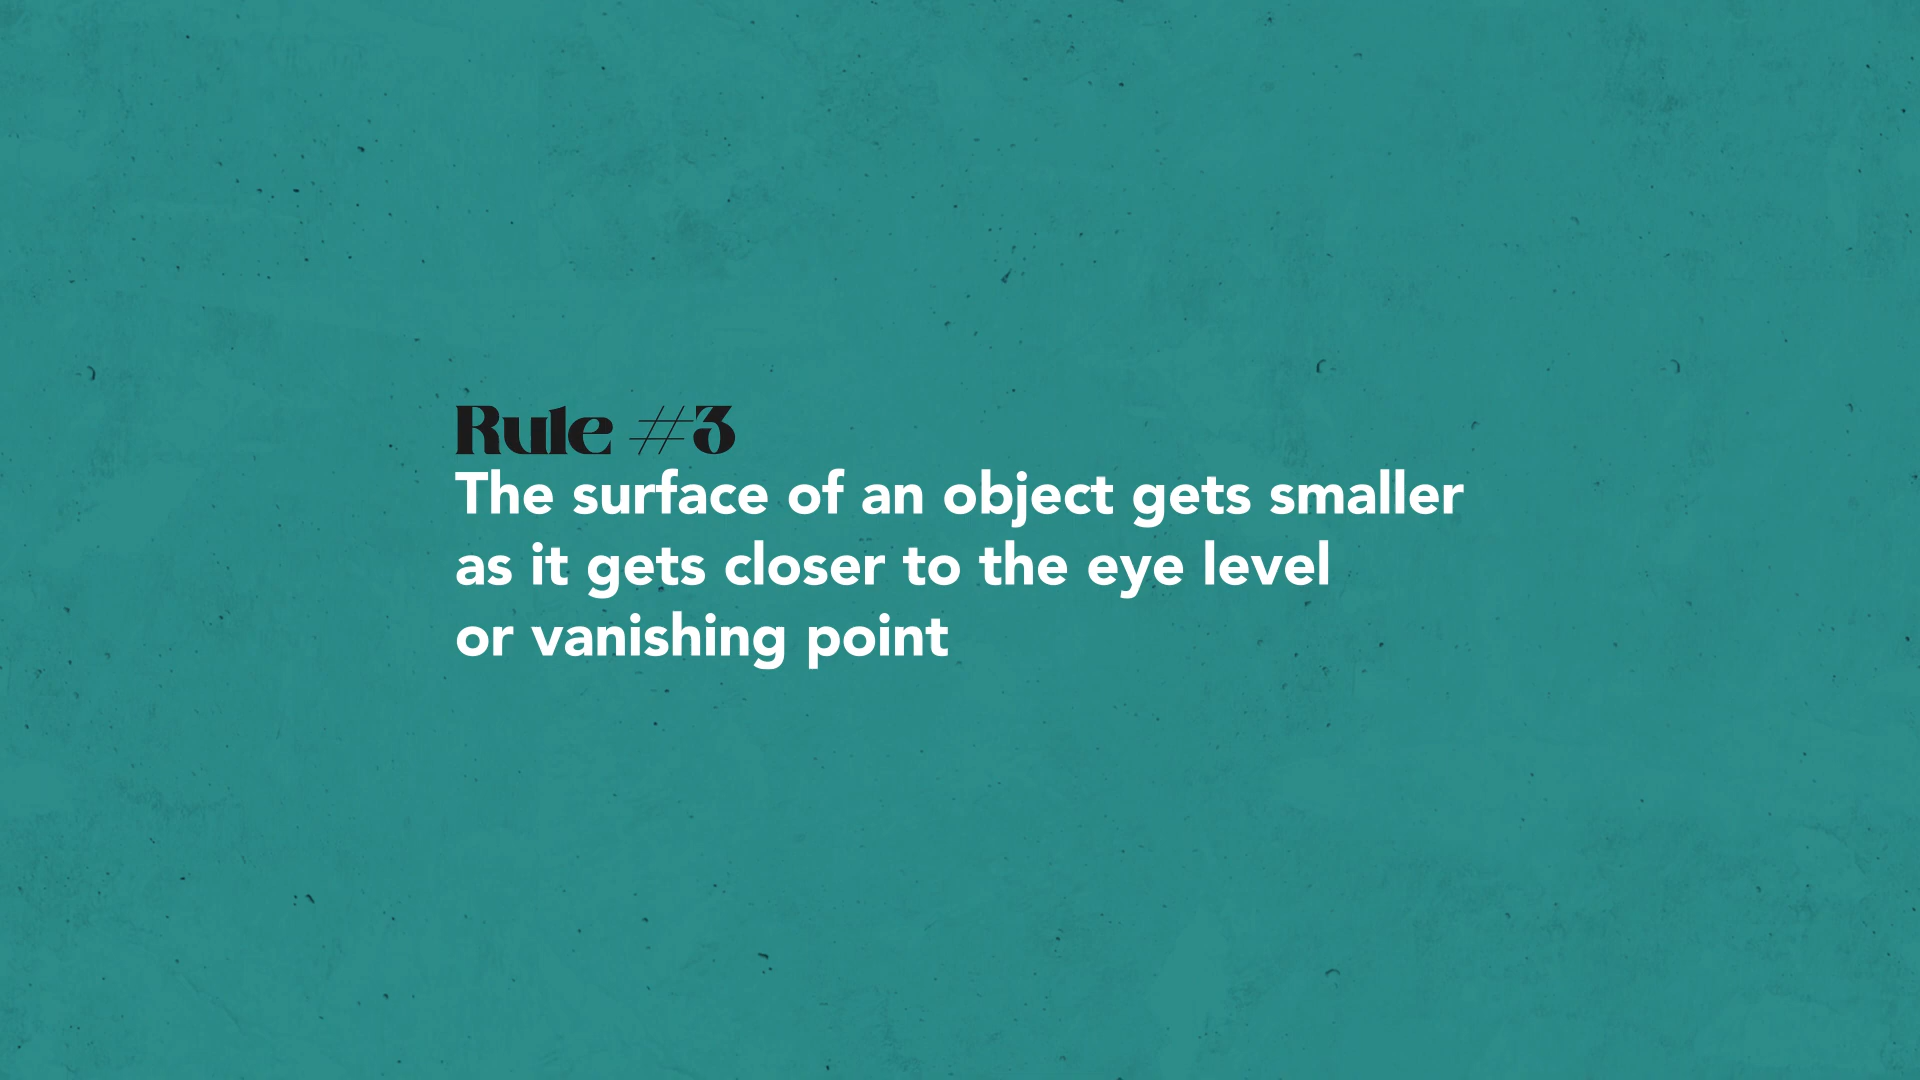 Rule #3
The surface of an object gets smaller
as it gets closer to the eye level
or vanishing point